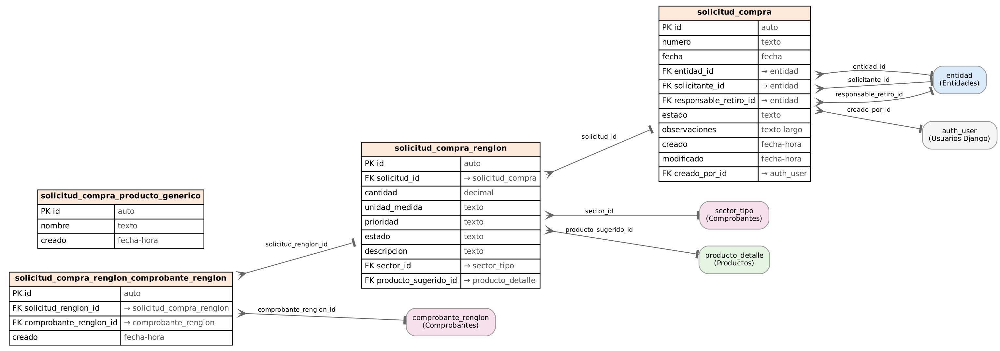 solicitud_compra
PK id auto
numero texto
fecha fecha
FK entidad_id → entidad
FK solicitante_id → entidad
FK responsable_retiro_id → entidad
estado texto
observaciones texto largo
creado fecha-hora
modificado fecha-hora
FK creado_por_id → auth_user
entidad_id
solicitante_id
responsable_retiro_id
creado_por_id
entidad
(Entidades)
auth_user
(Usuarios Django)
solicitud_id
solicitud_compra_renglon
PK id auto
FK solicitud_id → solicitud_compra
cantidad decimal
unidad_medida texto
prioridad texto
estado texto
descripcion texto
FK sector_id → sector_tipo
FK producto_sugerido_id → producto_detalle
sector_id
sector_tipo
(Comprobantes)
producto_sugerido_id
producto_detalle
(Productos)
solicitud_compra_producto_generico
PK id auto
nombre texto
creado fecha-hora
solicitud_renglon_id
solicitud_compra_renglon_comprobante_renglon
PK id auto
FK solicitud_renglon_id → solicitud_compra_renglon
FK comprobante_renglon_id → comprobante_renglon
creado fecha-hora
comprobante_renglon_id
comprobante_renglon
(Comprobantes)